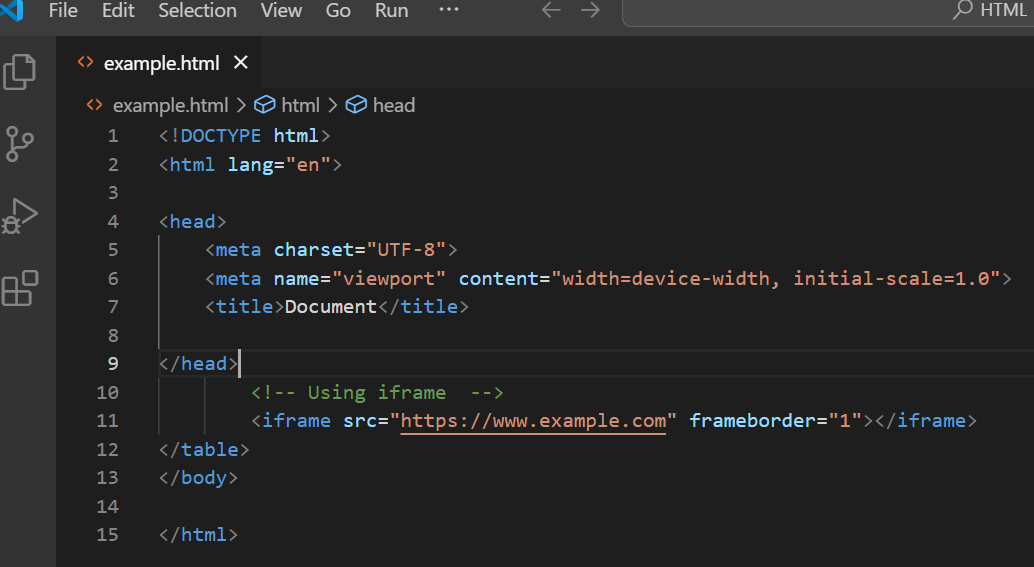 File Edit Selection View Go Run ··· ← → HTML
example.html ×
example.html > html > head
1 <!DOCTYPE html>
2 <html lang="en">
3
4 <head>
5 <meta charset="UTF-8">
6 <meta name="viewport" content="width=device-width, initial-scale=1.0">
7 <title>Document</title>
8
9 </head>
10 <!-- Using iframe  -->
11 <iframe src="https://www.example.com" frameborder="1"></iframe>
12 </table>
13 </body>
14
15 </html>